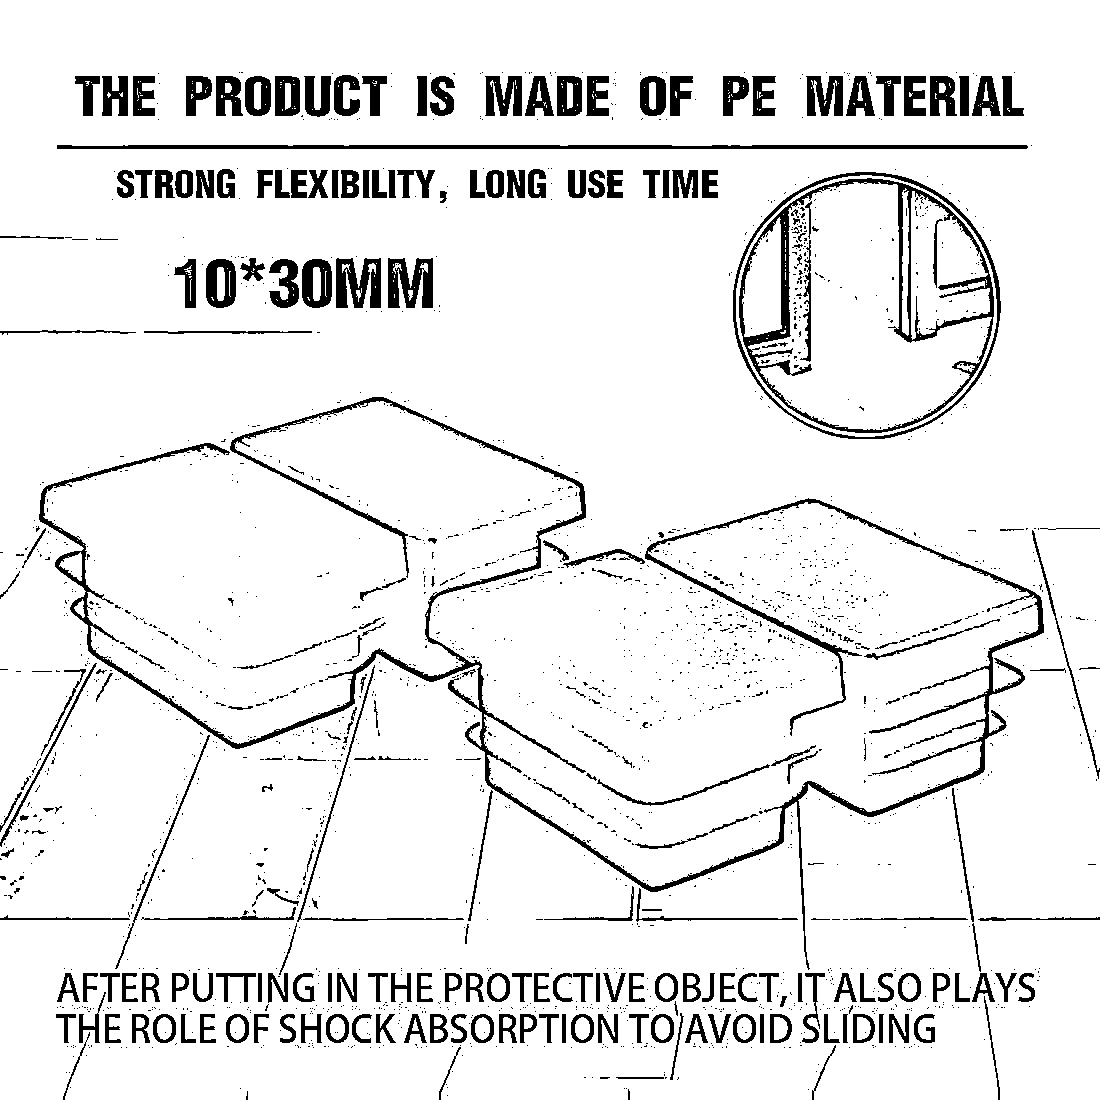 THE PRODUCT IS MADE OF PE MATERIAL
STRONG FLEXIBILITY, LONG USE TIME
10*30MM
AFTER PUTTING IN THE PROTECTIVE OBJECT, IT ALSO PLAYS
THE ROLE OF SHOCK ABSORPTION TO AVOID SLIDING